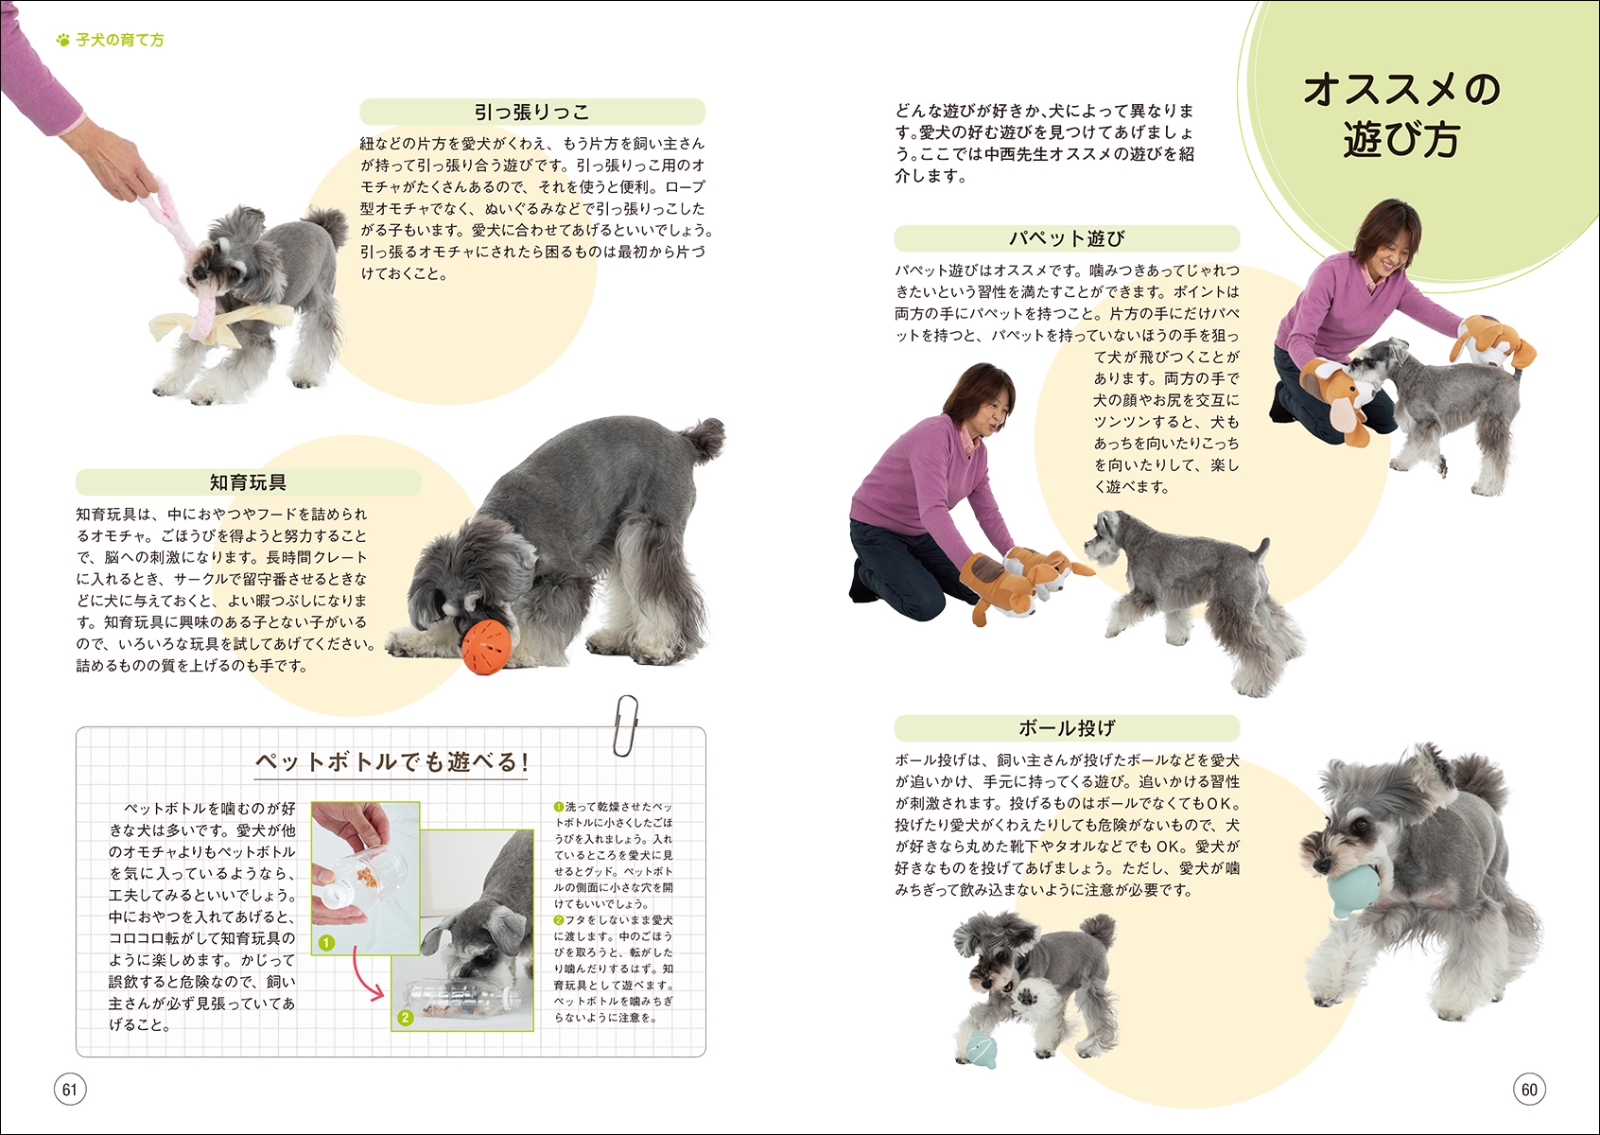 オススメの
遊び方
どんな遊びが好きか、犬によって異なりま
す。愛犬の好む遊びを見つけてあげましょ
う。ここでは中西先生オススメの遊びを紹
介します。
パペット遊び
パペット遊びはオススメです。噛みつきあってじゃれつ
きたいという習性を満たすことができます。ポイントは
両方の手にパペットを持つこと。片方の手にだけパペ
ットを持つと、パペットを持っていないほうの手を狙っ
て犬が飛びつくことが
あります。両方の手で
犬の顔やお尻を交互に
ツンツンすると、犬も
あっちを向いたりこっち
を向いたりして、楽し
く遊べます。
ボール投げ
ボール投げは、飼い主さんが投げたボールなどを愛犬
が追いかけ、手元に持ってくる遊び。追いかける習性
が刺激されます。投げるものはボールでなくてもOK。
投げたり愛犬がくわえたりしても危険がないもので、犬
が好きなら丸めた靴下やタオルなどでも OK。愛犬が
好きなものを投げてあげましょう。ただし、愛犬が噛
みちぎって飲み込まないように注意が必要です。
60
子犬の育て方
引っ張りっこ
紐などの片方を愛犬がくわえ、もう片方を飼い主さん
が持って引っ張り合う遊びです。引っ張りっこ用のオ
モチャがたくさんあるので、それを使うと便利。ロープ
型オモチャでなく、ぬいぐるみなどで引っ張りっこした
がる子もいます。愛犬に合わせてあげるといいでしょう。
引っ張るオモチャにされたら困るものは最初から片づ
けておくこと。
知育玩具
知育玩具は、中におやつやフードを詰められ
るオモチャ。ごほうびを得ようと努力すること
で、脳への刺激になります。長時間クレート
に入れるとき、サークルで留守番させるときな
どに犬に与えておくと、よい暇つぶしになりま
す。知育玩具に興味のある子とない子がいる
ので、いろいろな玩具を試してあげてください。
詰めるものの質を上げるのも手です。
ペットボトルでも遊べる！
ペットボトルを噛むのが好
きな犬は多いです。愛犬が他
のオモチャよりもペットボトル
を気に入っているようなら、
工夫してみるといいでしょう。
中におやつを入れてあげると、
コロコロ転がして知育玩具の
ように楽しめます。かじって
誤飲すると危険なので、飼い
主さんが必ず見張っていてあ
げること。
1
2
❶洗って乾燥させたペッ
トボトルに小さくしたごほ
うびを入れましょう。入れ
ているところを愛犬に見
せるとグッド。ペットボト
ルの側面に小さな穴を開
けてもいいでしょう。
❷フタをしないまま愛犬
に渡します。中のごほう
びを取ろうと、転がした
り噛んだりするはず。知
育玩具として遊べます。
ペットボトルを噛みちぎ
らないように注意を。
61